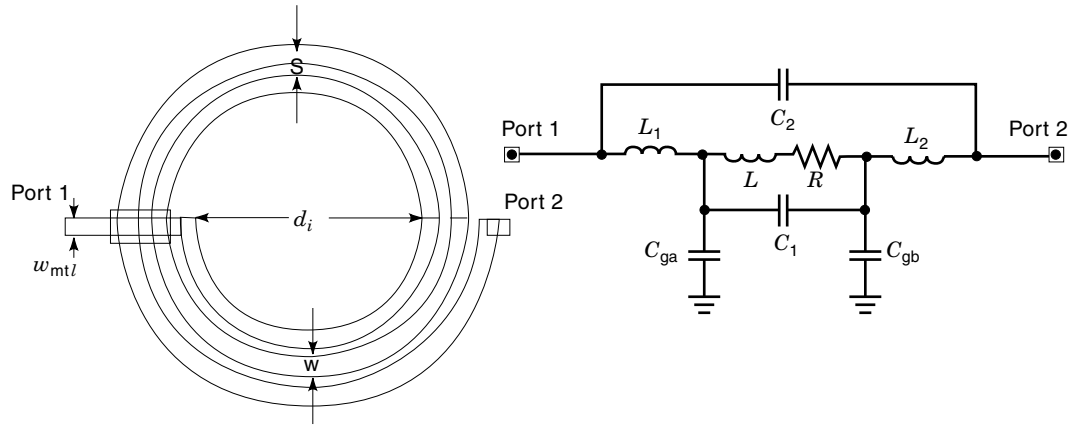 S
Port 1
d_i
Port 2
w_mtl
w
Port 1
L_1
C_2
L_2
Port 2
L
R
C_ga
C_1
C_gb